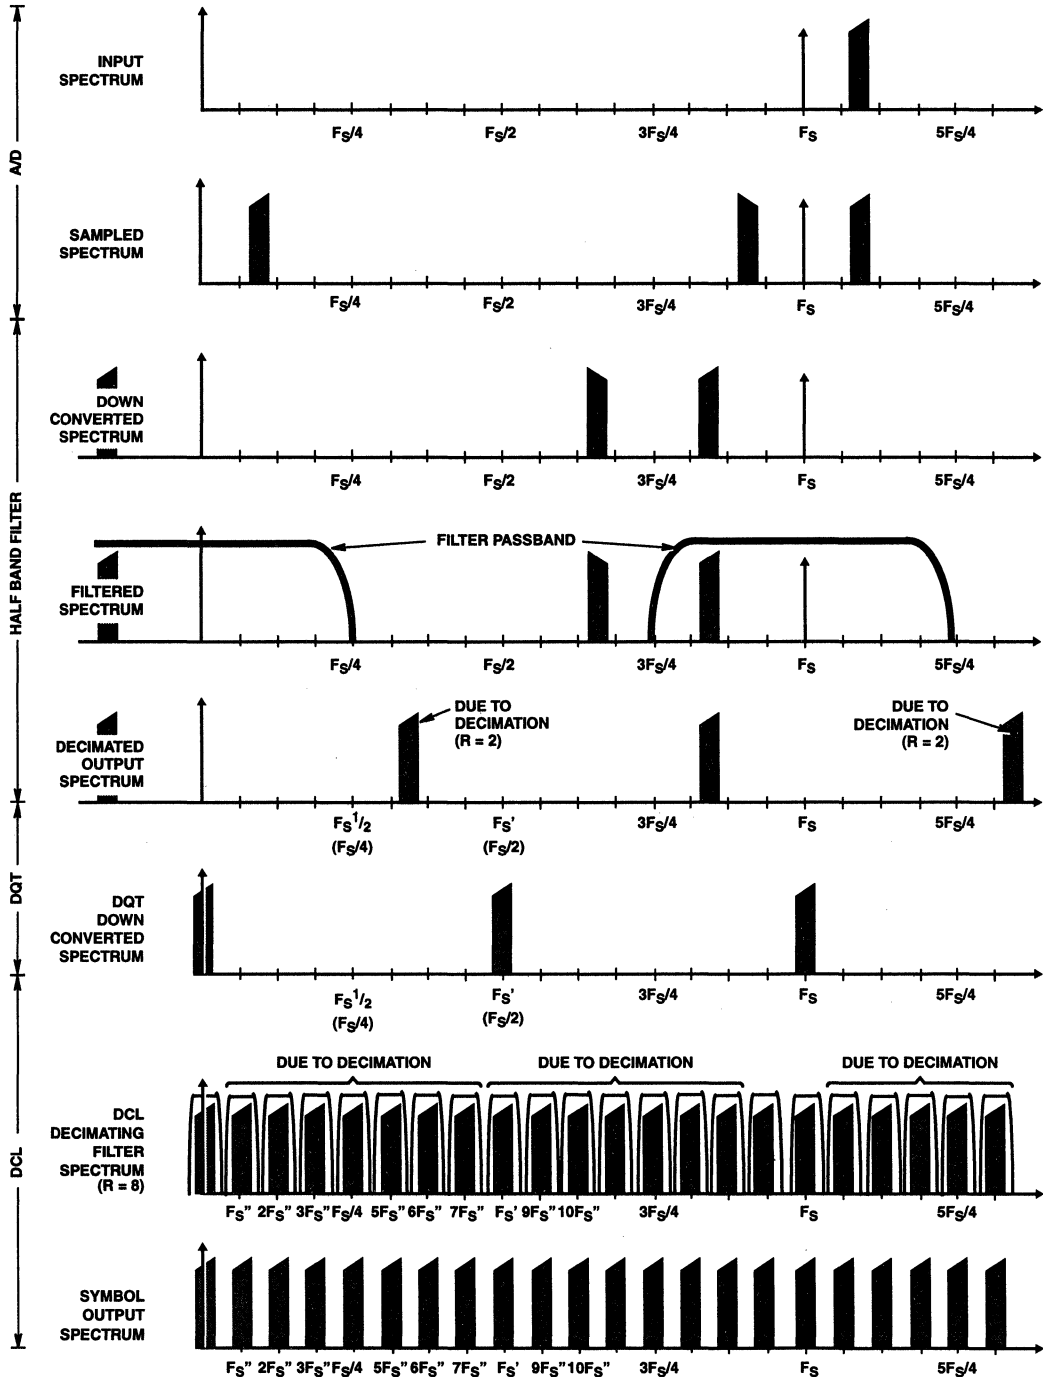 INPUT
SPECTRUM
FS/4 FS/2 3FS/4 FS 5FS/4
A/D
SAMPLED
SPECTRUM
FS/4 FS/2 3FS/4 FS 5FS/4
DOWN
CONVERTED
SPECTRUM
FS/4 FS/2 3FS/4 FS 5FS/4
HALF BAND FILTER
FILTER PASSBAND
FILTERED
SPECTRUM
FS/4 FS/2 3FS/4 FS 5FS/4
DUE TO
DECIMATION
(R = 2)
DUE TO
DECIMATION
(R = 2)
DECIMATED
OUTPUT
SPECTRUM
FS1/2 FS' 3FS/4 FS 5FS/4
(FS/4) (FS/2)
DQT
DQT
DOWN
CONVERTED
SPECTRUM
FS1/2 FS' 3FS/4 FS 5FS/4
(FS/4) (FS/2)
DUE TO DECIMATION DUE TO DECIMATION DUE TO DECIMATION
DCL
DCL
DECIMATING
FILTER
SPECTRUM
(R = 8)
FS" 2FS" 3FS" FS/4 5FS" 6FS" 7FS" FS' 9FS" 10FS" 3FS/4 FS 5FS/4
SYMBOL
OUTPUT
SPECTRUM
FS" 2FS" 3FS" FS/4 5FS" 6FS" 7FS" FS' 9FS" 10FS" 3FS/4 FS 5FS/4